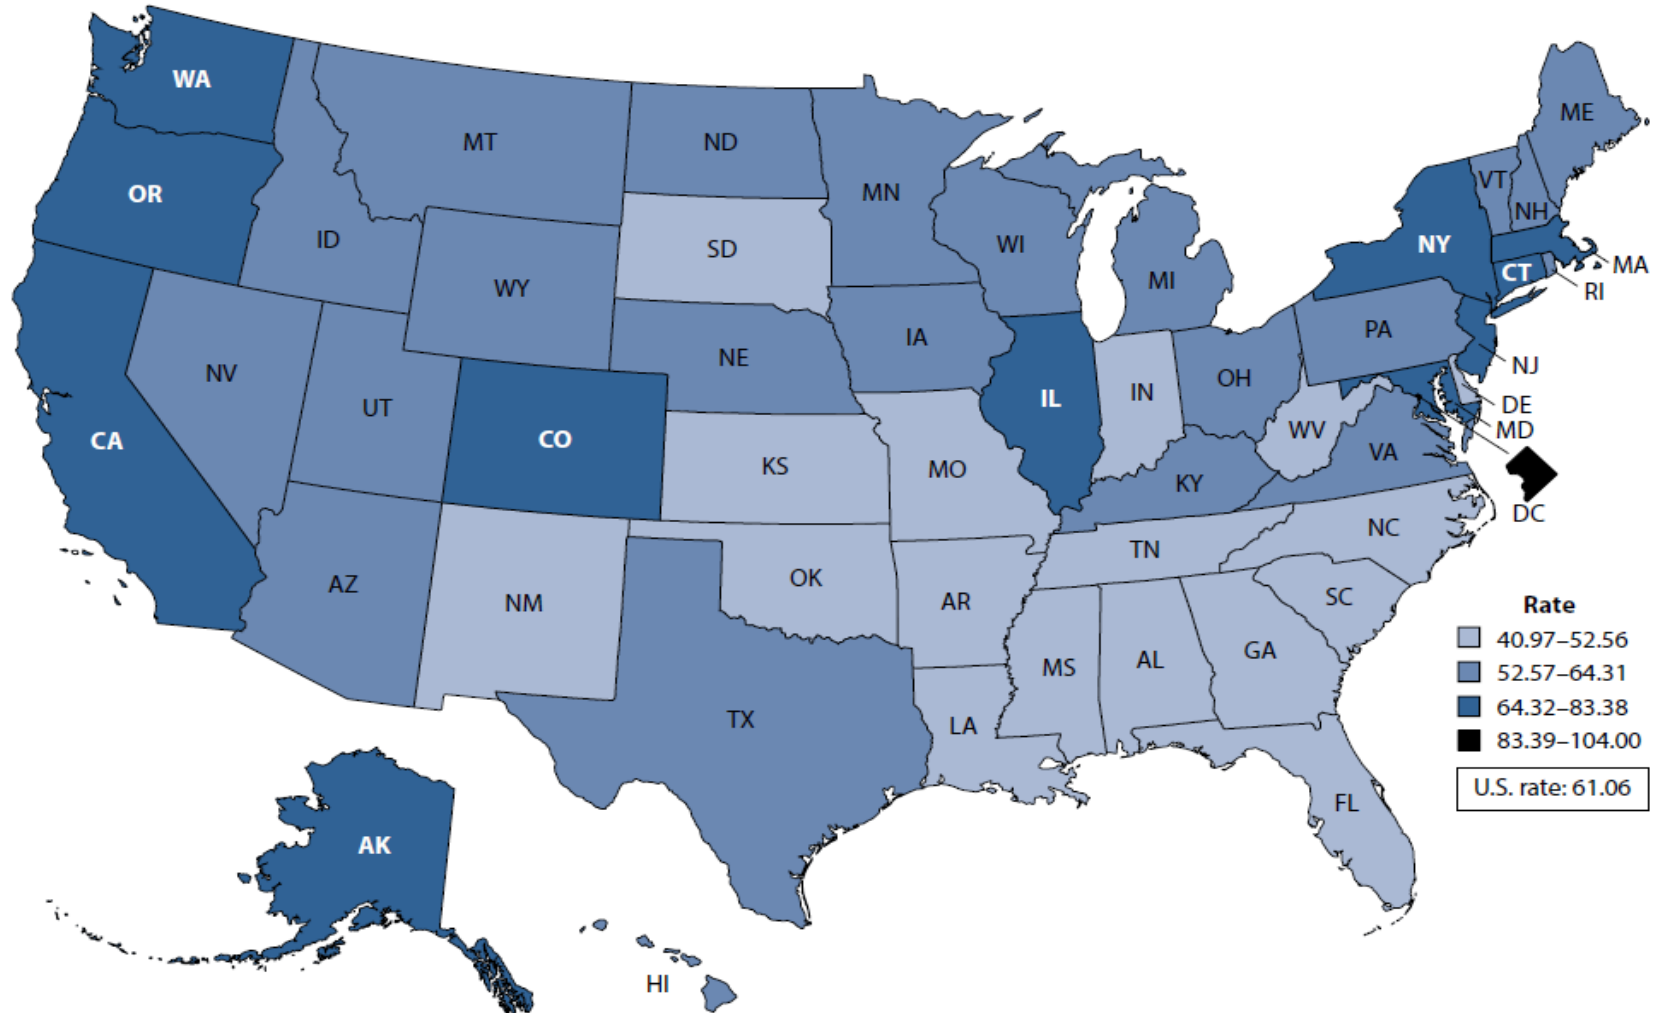 WA
OR
CA
NV
ID
MT
WY
UT
AZ
CO
NM
ND
SD
NE
KS
OK
TX
MN
IA
MO
AR
LA
WI
IL
MI
IN
OH
KY
TN
MS
AL
GA
FL
SC
NC
VA
WV
PA
NY
VT
NH
ME
MA
CT
RI
NJ
DE
MD
DC
AK
HI
Rate
40.97–52.56
52.57–64.31
64.32–83.38
83.39–104.00
U.S. rate: 61.06